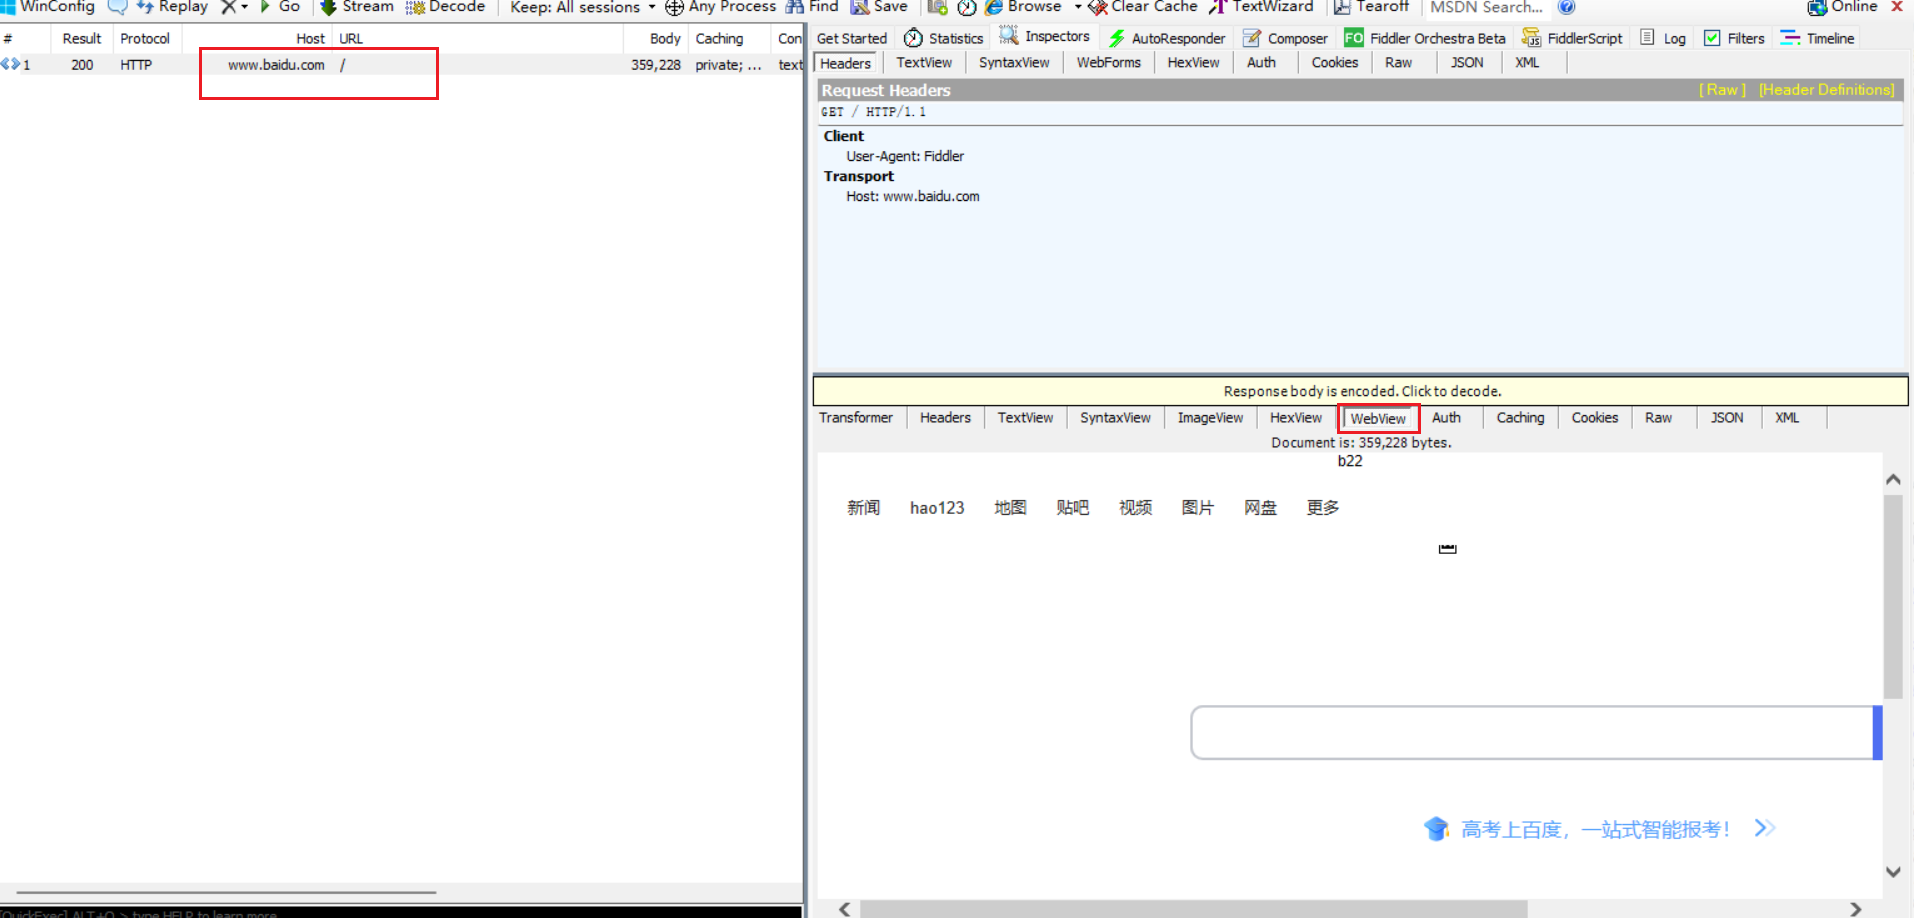 WinConfig Replay Go Stream Decode Keep: All sessions Any Process Find Save Browse Clear Cache TextWizard Tearoff MSDN Search... Online
# Result Protocol Host URL Body Caching Con
1 200 HTTP www.baidu.com / 359,228 private; ... text
Get Started Statistics Inspectors AutoResponder Composer FO Fiddler Orchestra Beta FiddlerScript Log Filters Timeline
Headers TextView SyntaxView WebForms HexView Auth Cookies Raw JSON XML
Request Headers [ Raw ] [Header Definitions]
GET / HTTP/1.1
Client
User-Agent: Fiddler
Transport
Host: www.baidu.com
Response body is encoded. Click to decode.
Transformer Headers TextView SyntaxView ImageView HexView WebView Auth Caching Cookies Raw JSON XML
Document is: 359,228 bytes.
b22
新闻 hao123 地图 贴吧 视频 图片 网盘 更多
高考上百度，一站式智能报考！
[QuickExec] ALT+Q > type HELP to learn more